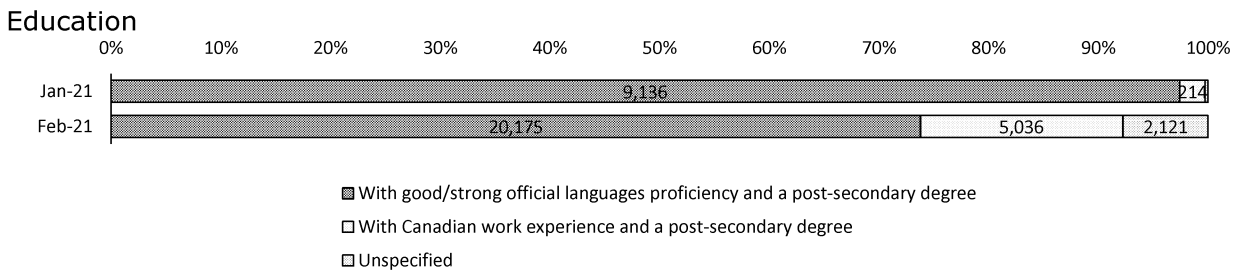 Education
0% 10% 20% 30% 40% 50% 60% 70% 80% 90% 100%
Jan-21 9,136 214
Feb-21 20,175 5,036 2,121
With good/strong official languages proficiency and a post-secondary degree
With Canadian work experience and a post-secondary degree
Unspecified